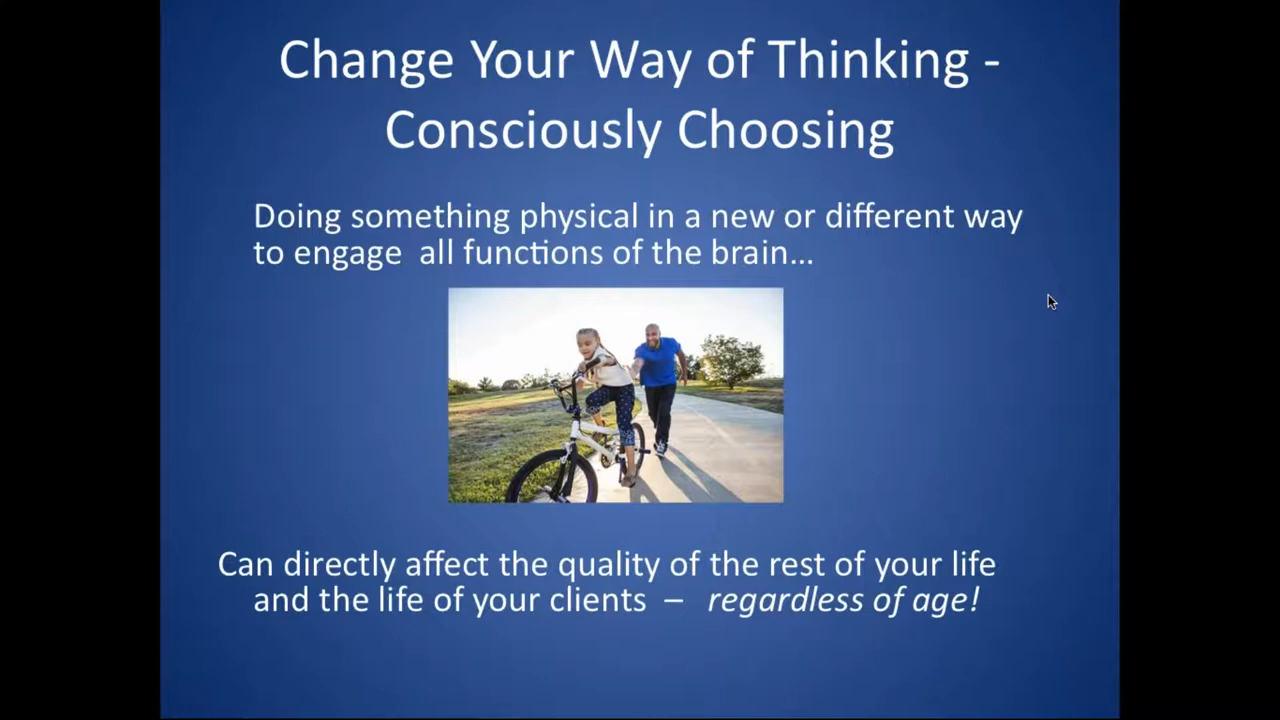 Change Your Way of Thinking -
Consciously Choosing
Doing something physical in a new or different way
to engage  all functions of the brain…
Can directly affect the quality of the rest of your life
and the life of your clients  –   regardless of age!